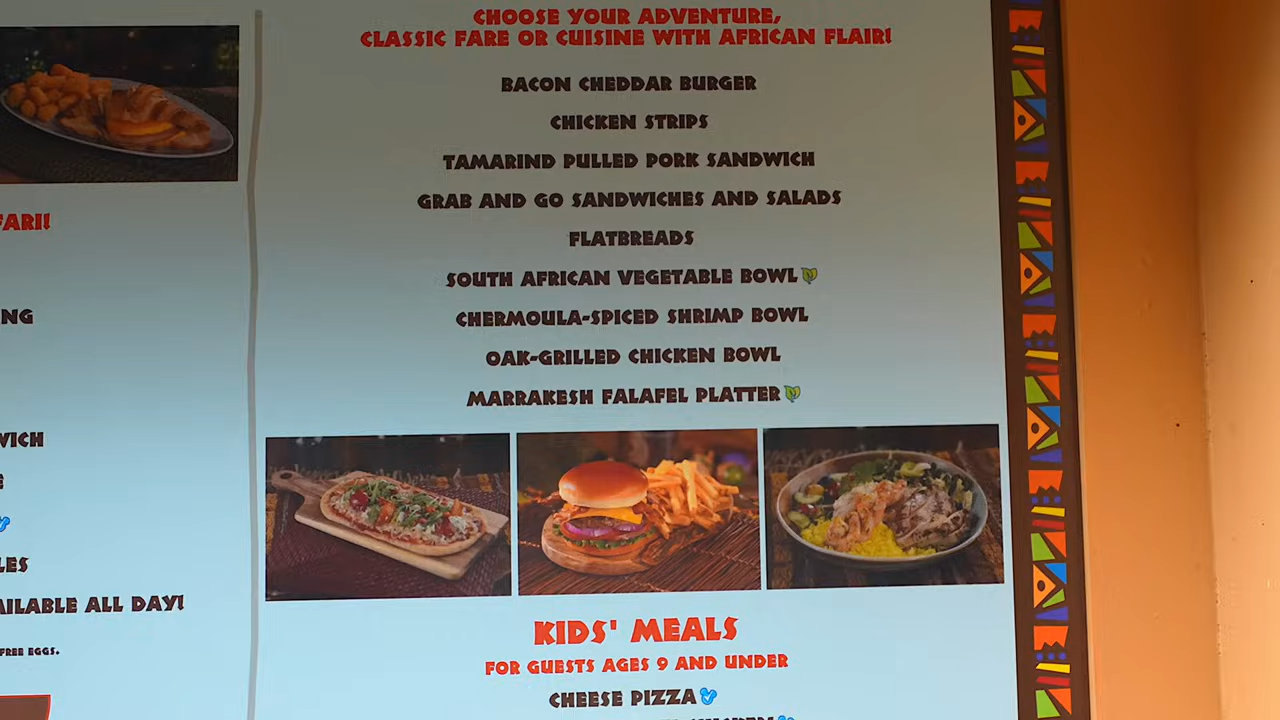 FARI!
NG
WICH
E
LES
AILABLE ALL DAY!
FREE EGGS.
CHOOSE YOUR ADVENTURE,
CLASSIC FARE OR CUISINE WITH AFRICAN FLAIR!
BACON CHEDDAR BURGER
CHICKEN STRIPS
TAMARIND PULLED PORK SANDWICH
GRAB AND GO SANDWICHES AND SALADS
FLATBREADS
SOUTH AFRICAN VEGETABLE BOWL
CHERMOULA-SPICED SHRIMP BOWL
OAK-GRILLED CHICKEN BOWL
MARRAKESH FALAFEL PLATTER
KIDS' MEALS
FOR GUESTS AGES 9 AND UNDER
CHEESE PIZZA